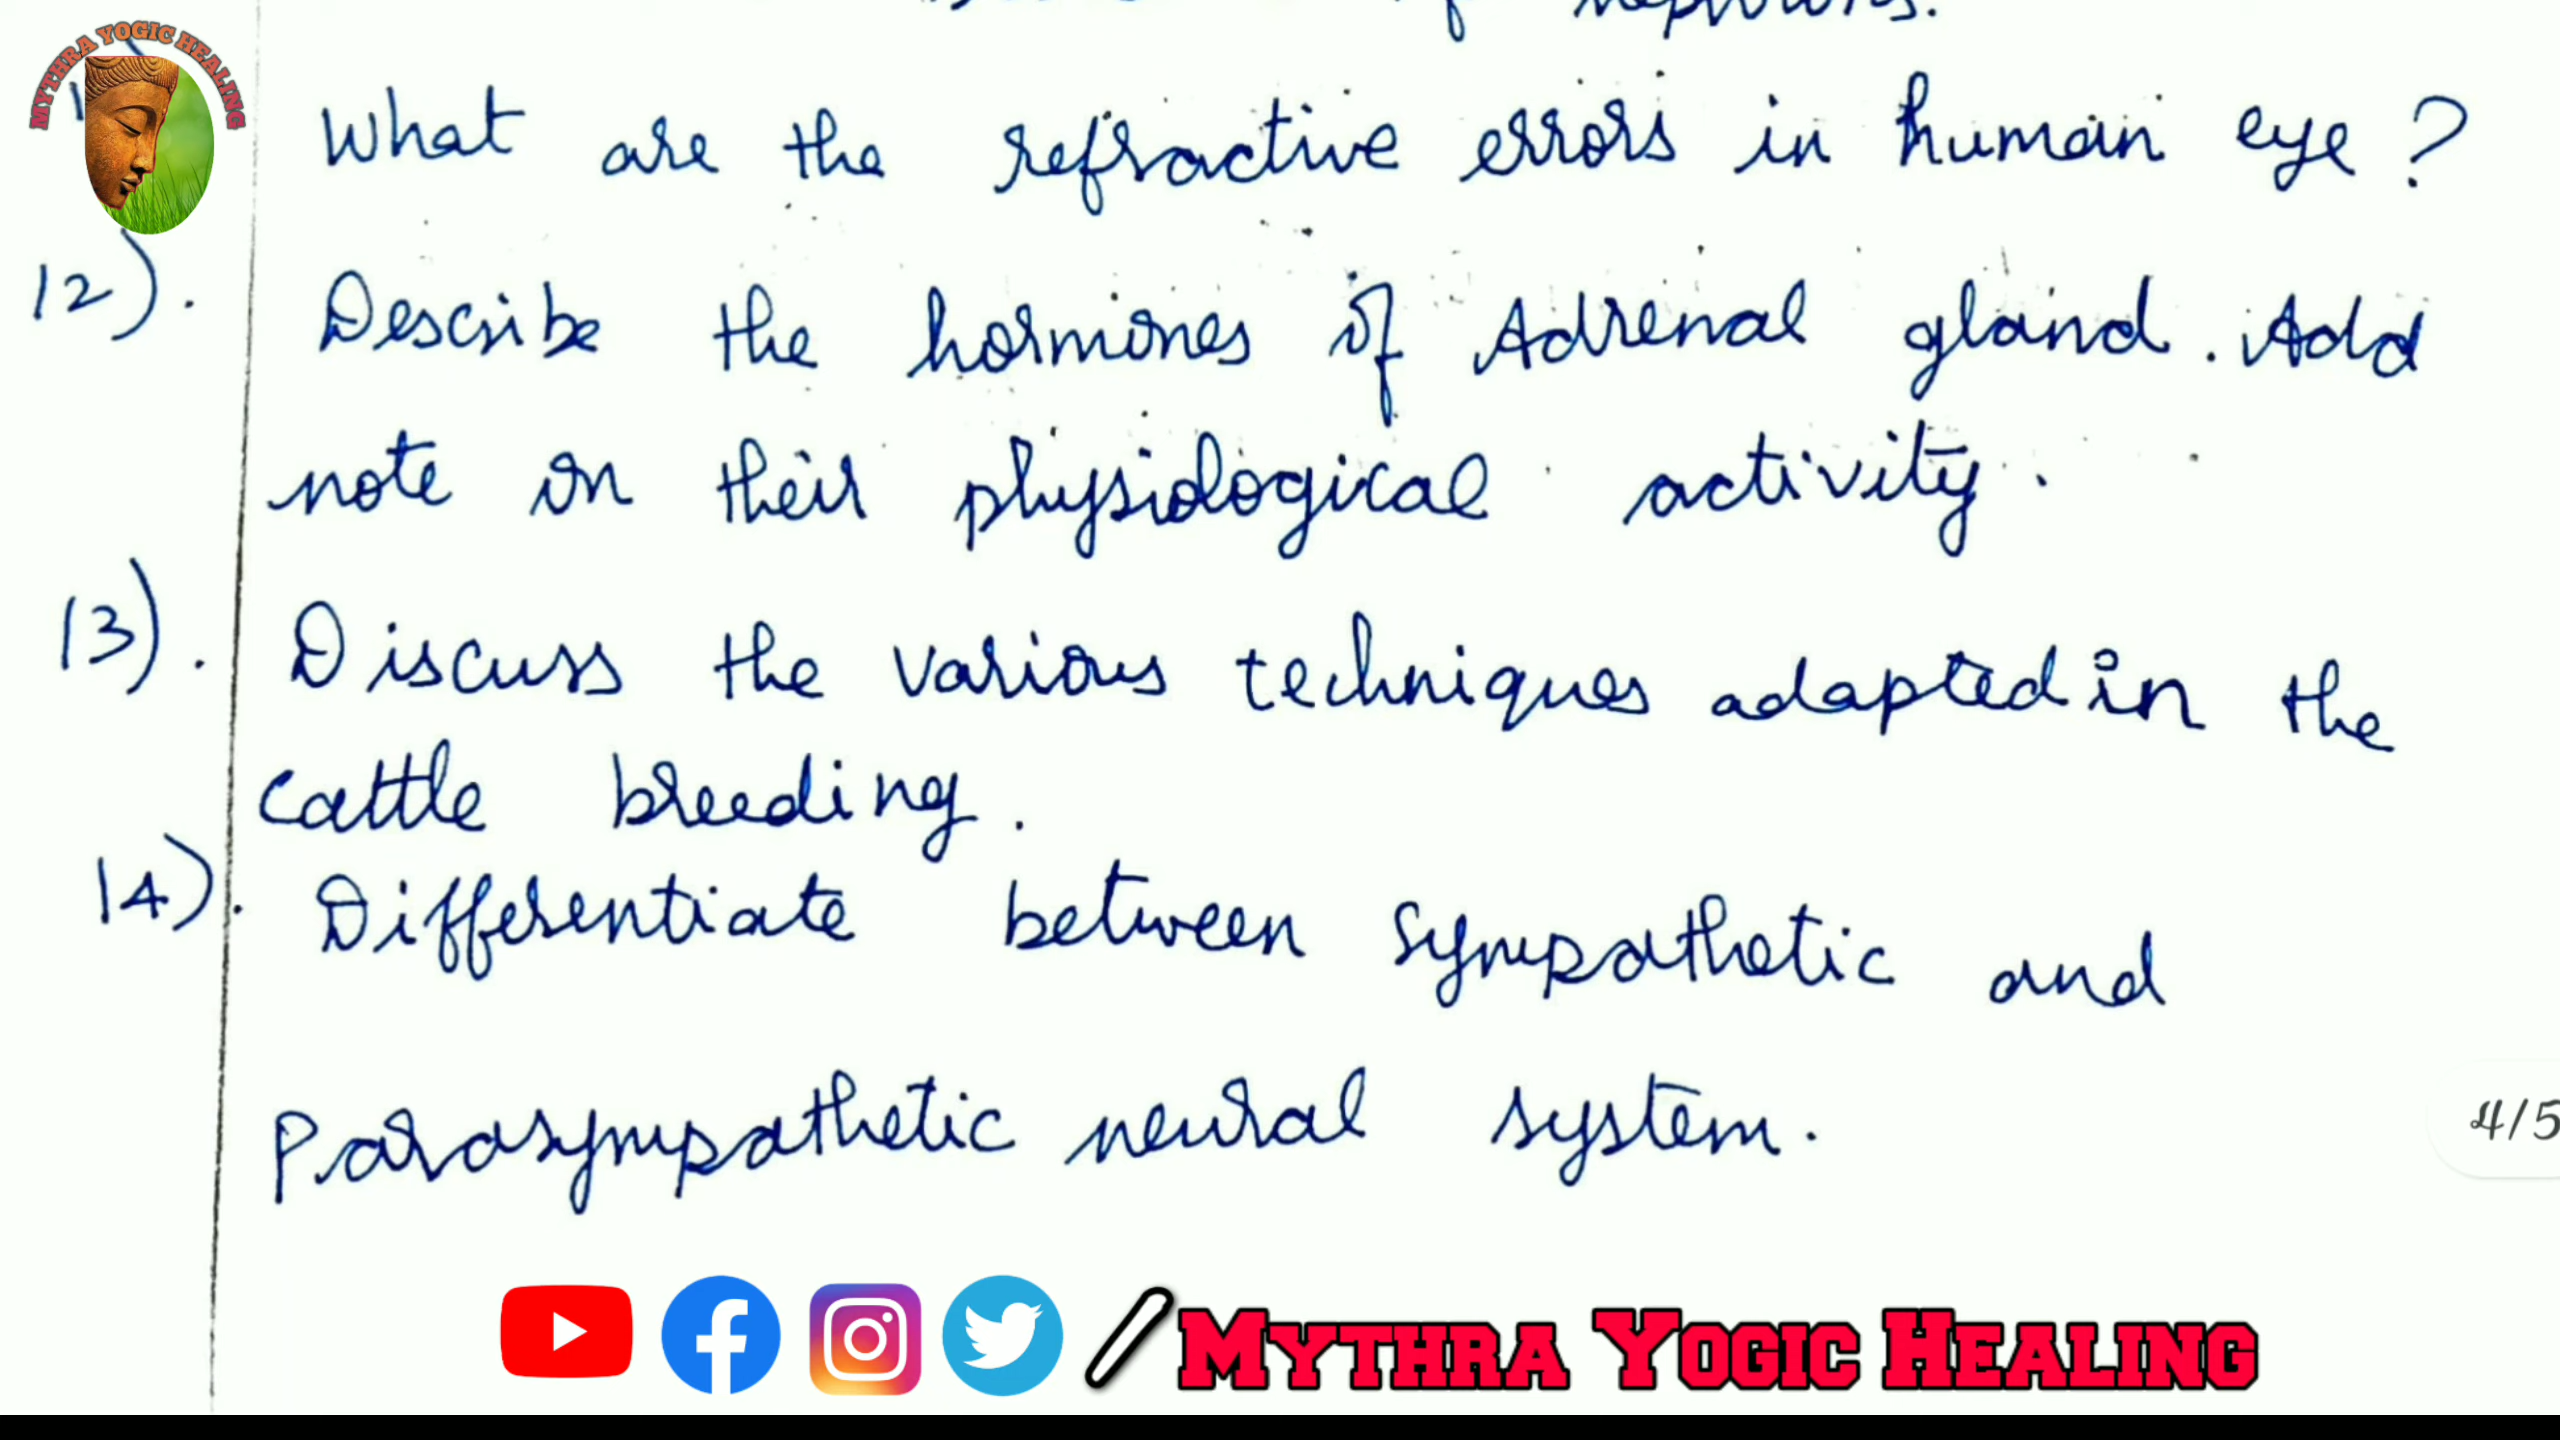 MYTHRA YOGIC HEALING
nephrons.
What are the refractive errors in human eye?
12). Describe the hormones of Adrenal gland. Add
note on their physiological activity.
13). Discuss the various techniques adapted in the
cattle breeding.
14). Differentiate between sympathetic and
Parasympathetic neural system.
4/5
MYTHRA YOGIC HEALING